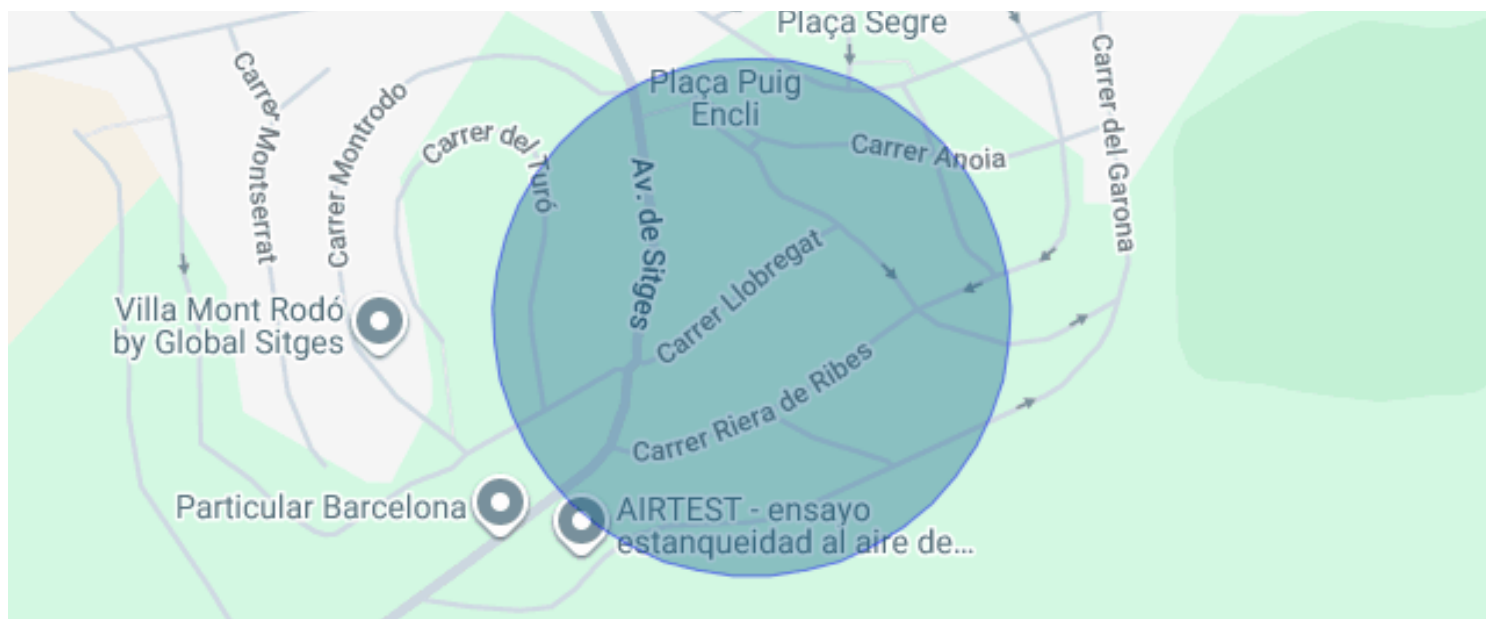 Plaça Segre
Plaça Puig
Encli
Carrer Montserrat
Carrer Montrodo
Carrer del Turó
Av. de Sitges
Carrer Anoia
Carrer del Garona
Carrer Llobregat
Villa Mont Rodó
by Global Sitges
Carrer Riera de Ribes
Particular Barcelona
AIRTEST - ensayo
estanqueidad al aire de...